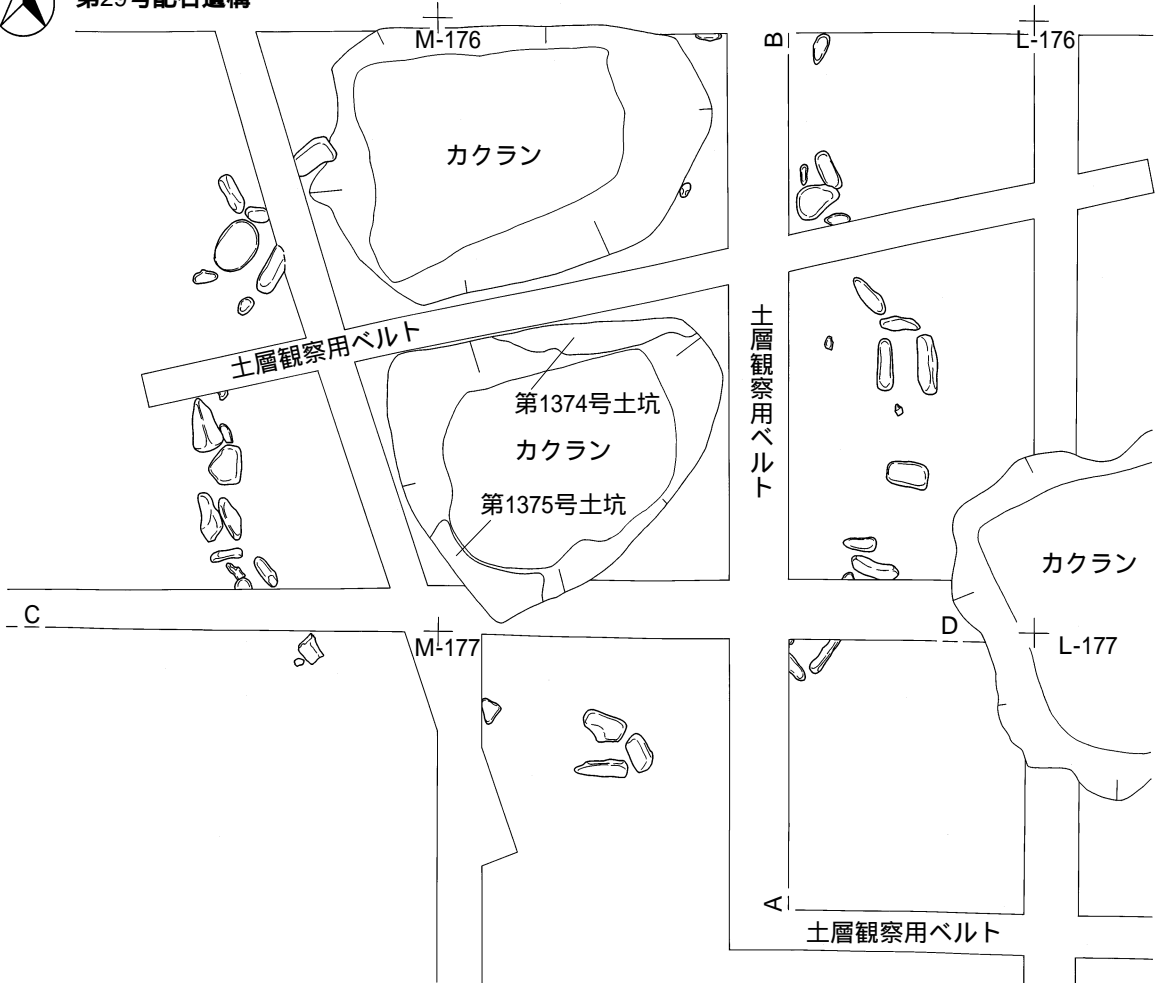 第29号配石遺構
M-176
B
L-176
カクラン
土層観察用ベルト
土層観察用ベルト
第1374号土坑
カクラン
第1375号土坑
カクラン
C
M-177
D
L-177
A
土層観察用ベルト